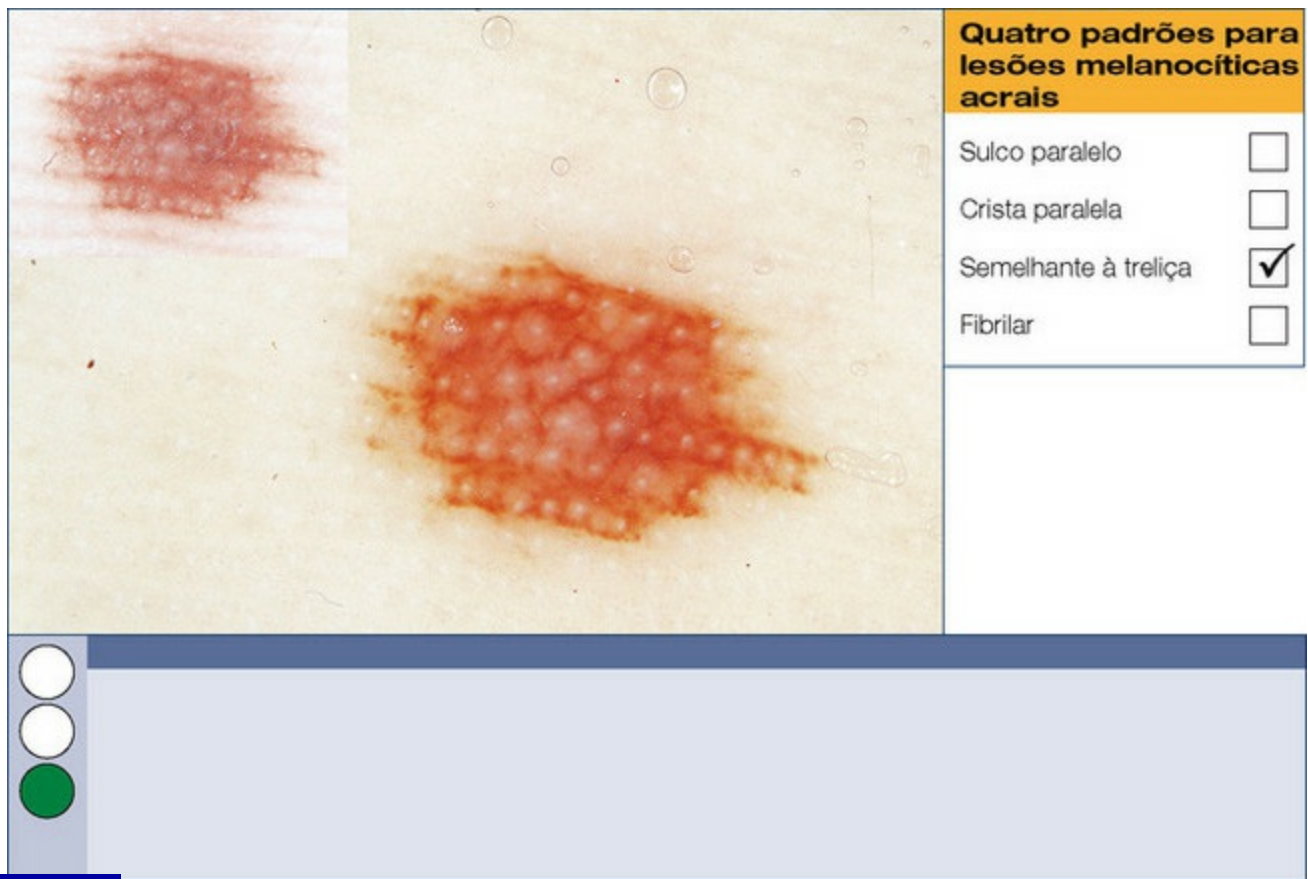 Quatro padrões para
lesões melanocíticas
acrais
Sulco paralelo
Crista paralela
Semelhante à treliça
Fibrilar